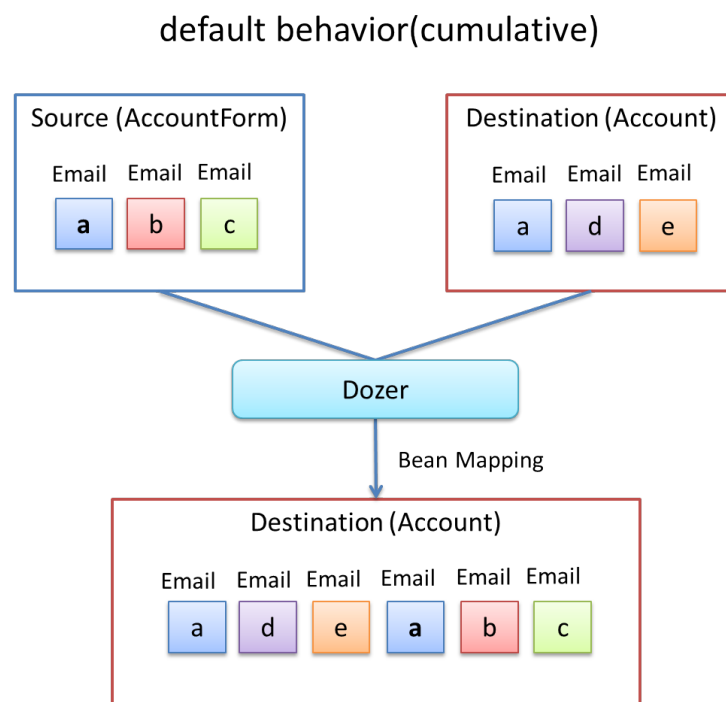 default behavior(cumulative)
Source (AccountForm)
Email Email Email
a b c
Destination (Account)
Email Email Email
a d e
Dozer
Bean Mapping
Destination (Account)
Email Email Email Email Email Email
a d e a b c